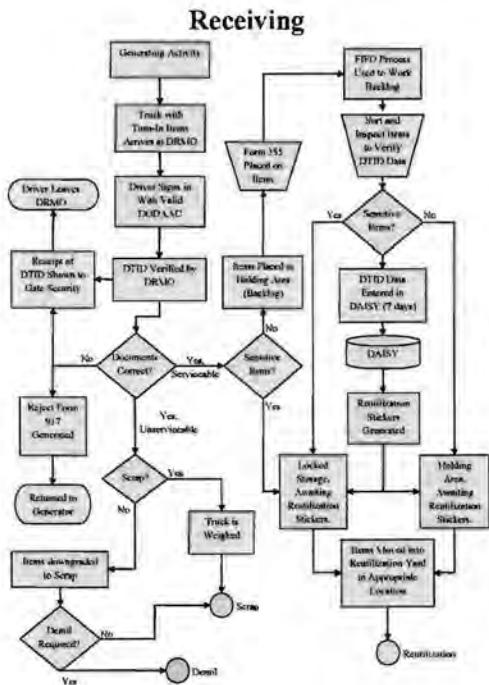 Receiving
Generating Activity
Truck with
Turn-In Items
Arrives at DRMO
Driver Signs in
With Valid
DODAAC
DTID Verified by
DRMO
Driver Leaves
DRMO
Receipt of
DTID Shown to
Gate Security
Documents
Correct?
No
Yes,
Serviceable
Yes,
Unserviceable
Reject Form
917
Generated
Returned to
Generator
Scrap?
Yes
No
Truck is
Weighed
Scrap
Items downgraded
to Scrap
Demil
Required?
No
Yes
Demil
Sensitive
Items?
No
Yes
Items Placed in
Holding Area
(Backlog)
Form 355
Placed on
Items
FIFO Process
Used to Work
Backlog
Sort and
Inspect Items
to Verify
DTID Data
Sensitive
Items?
Yes
No
DTID Data
Entered in
DAISY (7 days)
DAISY
Reutilization
Stickers
Generated
Locked
Storage,
Awaiting
Reutilization
Stickers.
Holding
Area,
Awaiting
Reutilization
Stickers.
Items Moved into
Reutilization Yard
in Appropriate
Location
Reutilization